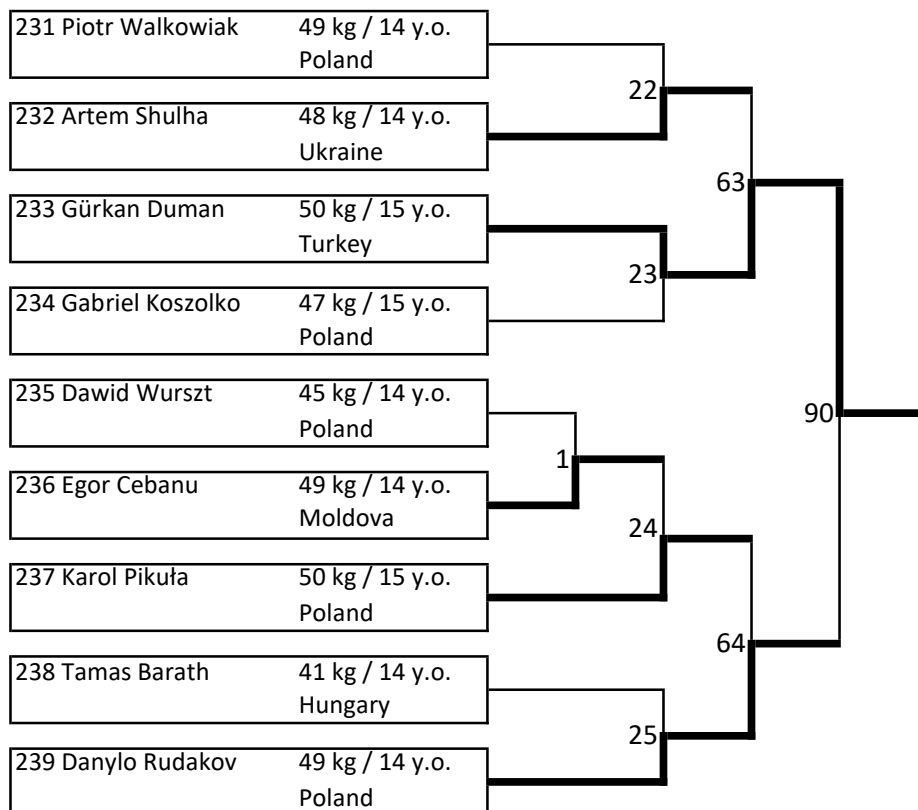 231 Piotr Walkowiak 49 kg / 14 y.o.
Poland
22
232 Artem Shulha 48 kg / 14 y.o.
Ukraine
63
233 Gürkan Duman 50 kg / 15 y.o.
Turkey
23
234 Gabriel Koszolko 47 kg / 15 y.o.
Poland
235 Dawid Wurszt 45 kg / 14 y.o.
Poland
90
1
236 Egor Cebanu 49 kg / 14 y.o.
Moldova
24
237 Karol Pikuła 50 kg / 15 y.o.
Poland
64
238 Tamas Barath 41 kg / 14 y.o.
Hungary
25
239 Danylo Rudakov 49 kg / 14 y.o.
Poland